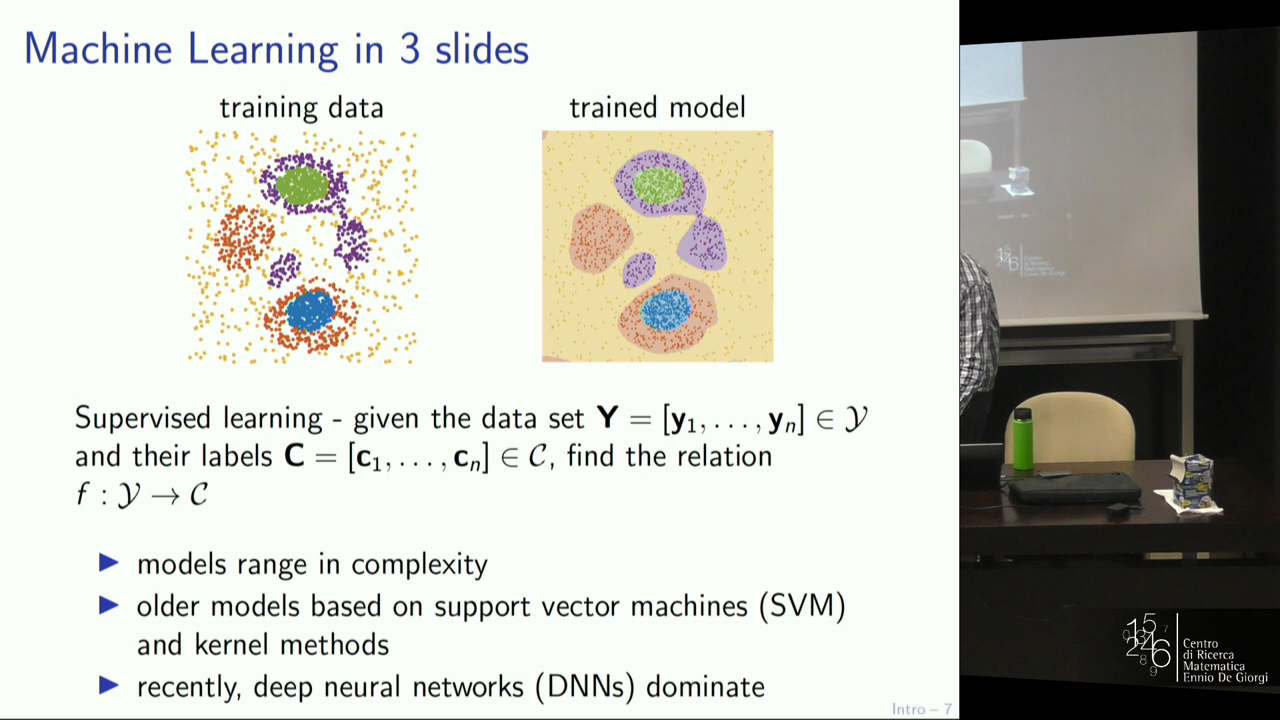 Machine Learning in 3 slides
training data
trained model
Supervised learning - given the data set Y = [y₁, . . . , yₙ] ∈ 𝒴
and their labels C = [c₁, . . . , cₙ] ∈ 𝒞, find the relation
f : 𝒴 → 𝒞
▶ models range in complexity
▶ older models based on support vector machines (SVM)
and kernel methods
▶ recently, deep neural networks (DNNs) dominate
Intro – 7
Centro
di Ricerca
Matematica
Ennio De Giorgi